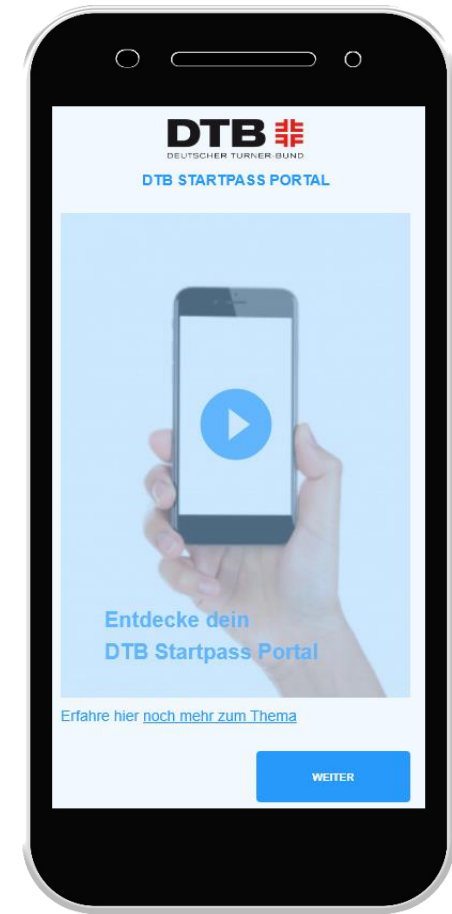 DTB
DEUTSCHER TURNER-BUND
DTB STARTPASS PORTAL
Entdecke dein
DTB Startpass Portal
Erfahre hier noch mehr zum Thema
WEITER